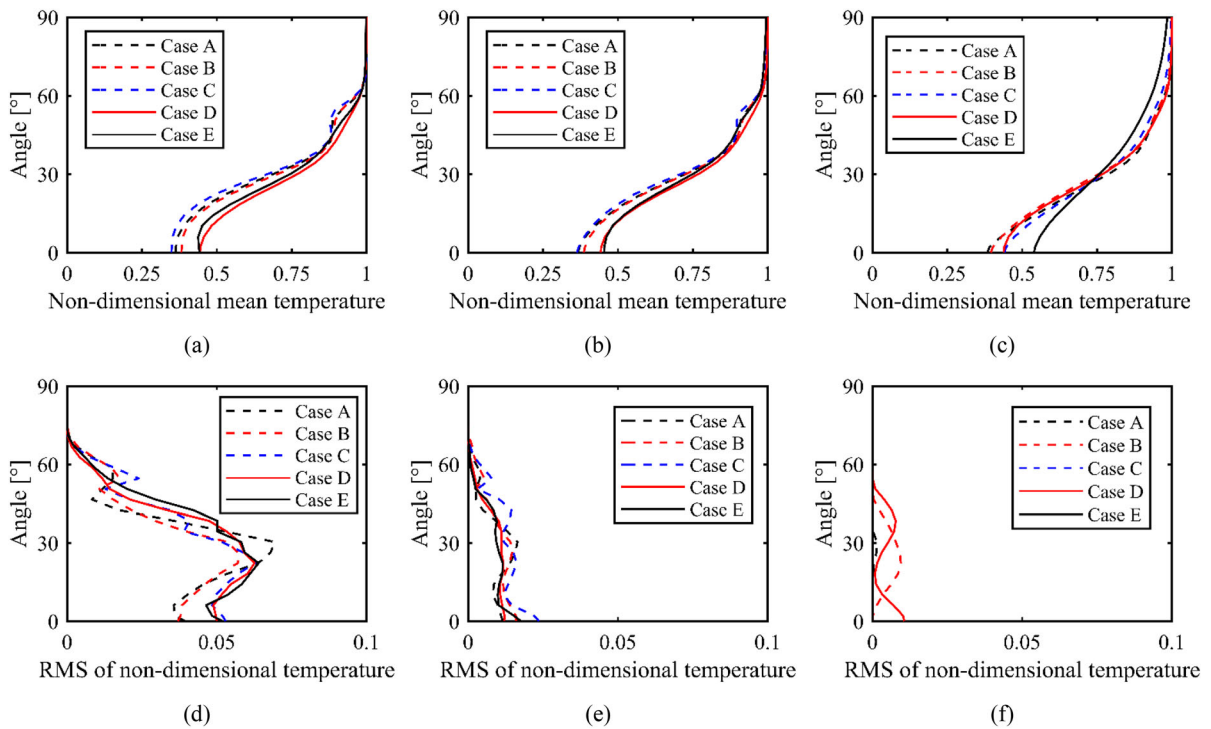 90
60
30
0
Angle [°]
Case A
Case B
Case C
Case D
Case E
0 0.25 0.5 0.75 1
Non-dimensional mean temperature
(a)
90
60
30
0
Angle [°]
Case A
Case B
Case C
Case D
Case E
0 0.25 0.5 0.75 1
Non-dimensional mean temperature
(b)
90
60
30
0
Angle [°]
Case A
Case B
Case C
Case D
Case E
0 0.25 0.5 0.75 1
Non-dimensional mean temperature
(c)
90
60
30
0
Angle [°]
Case A
Case B
Case C
Case D
Case E
0 0.05 0.1
RMS of non-dimensional temperature
(d)
90
60
30
0
Angle [°]
Case A
Case B
Case C
Case D
Case E
0 0.05 0.1
RMS of non-dimensional temperature
(e)
90
60
30
0
Angle [°]
Case A
Case B
Case C
Case D
Case E
0 0.05 0.1
RMS of non-dimensional temperature
(f)